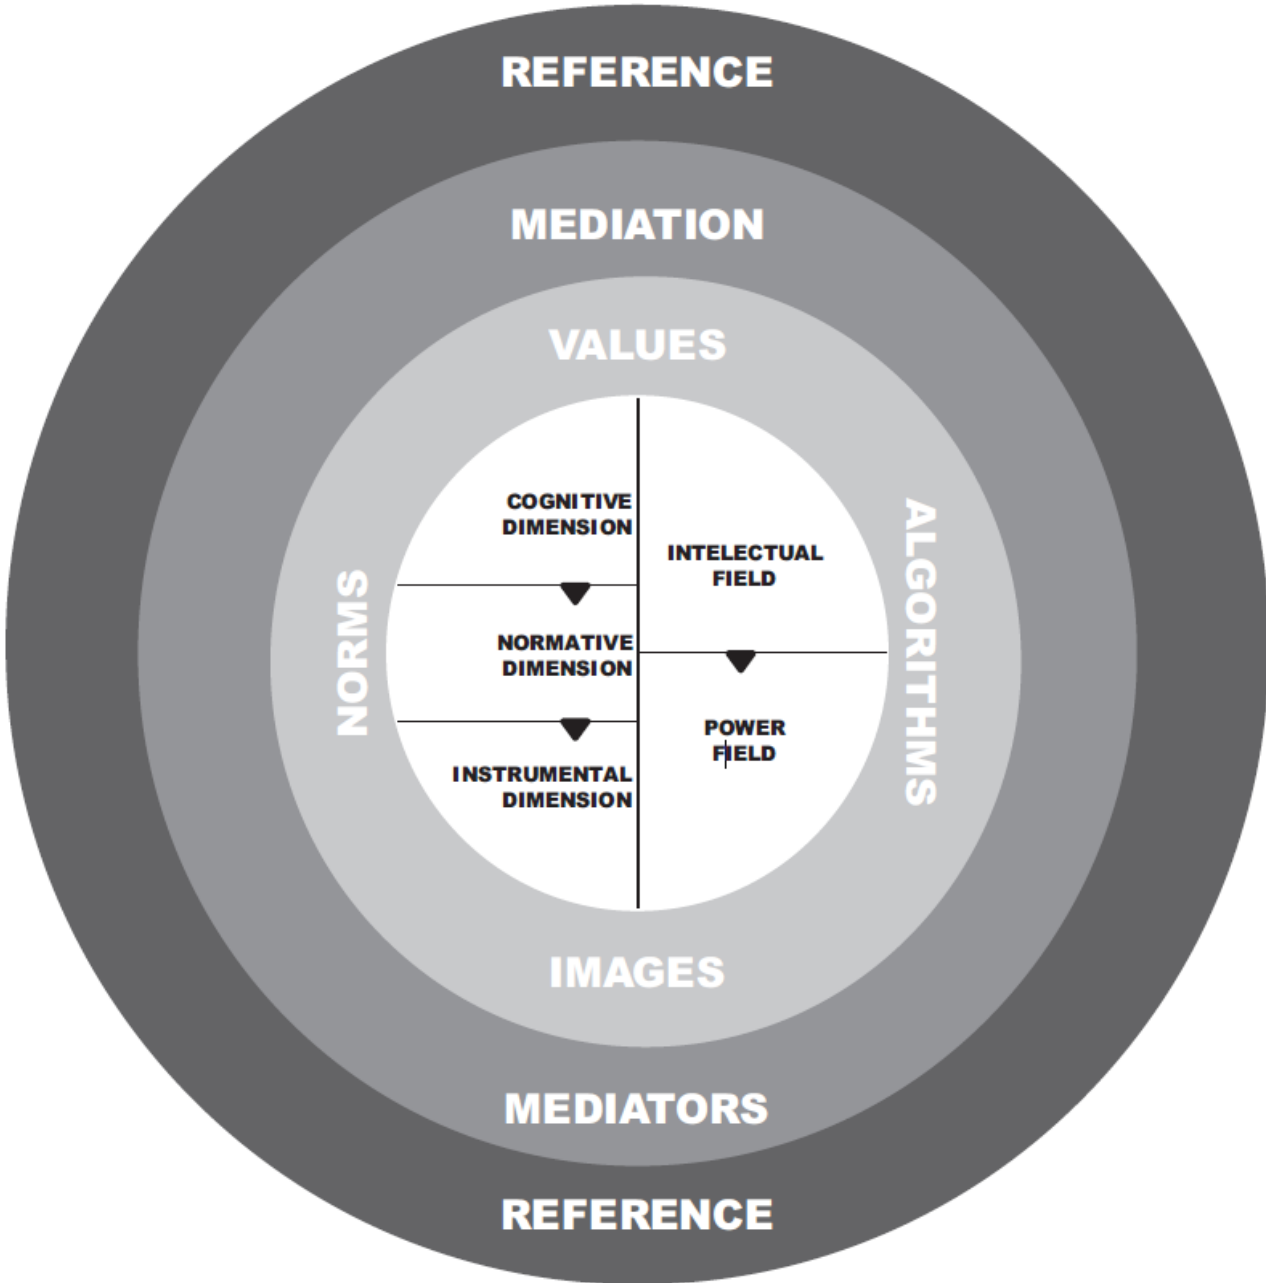 REFERENCE
MEDIATION
VALUES
COGNITIVE
DIMENSION
INTELECTUAL
FIELD
NORMS
ALGORITHMS
NORMATIVE
DIMENSION
POWER
FIELD
INSTRUMENTAL
DIMENSION
IMAGES
MEDIATORS
REFERENCE